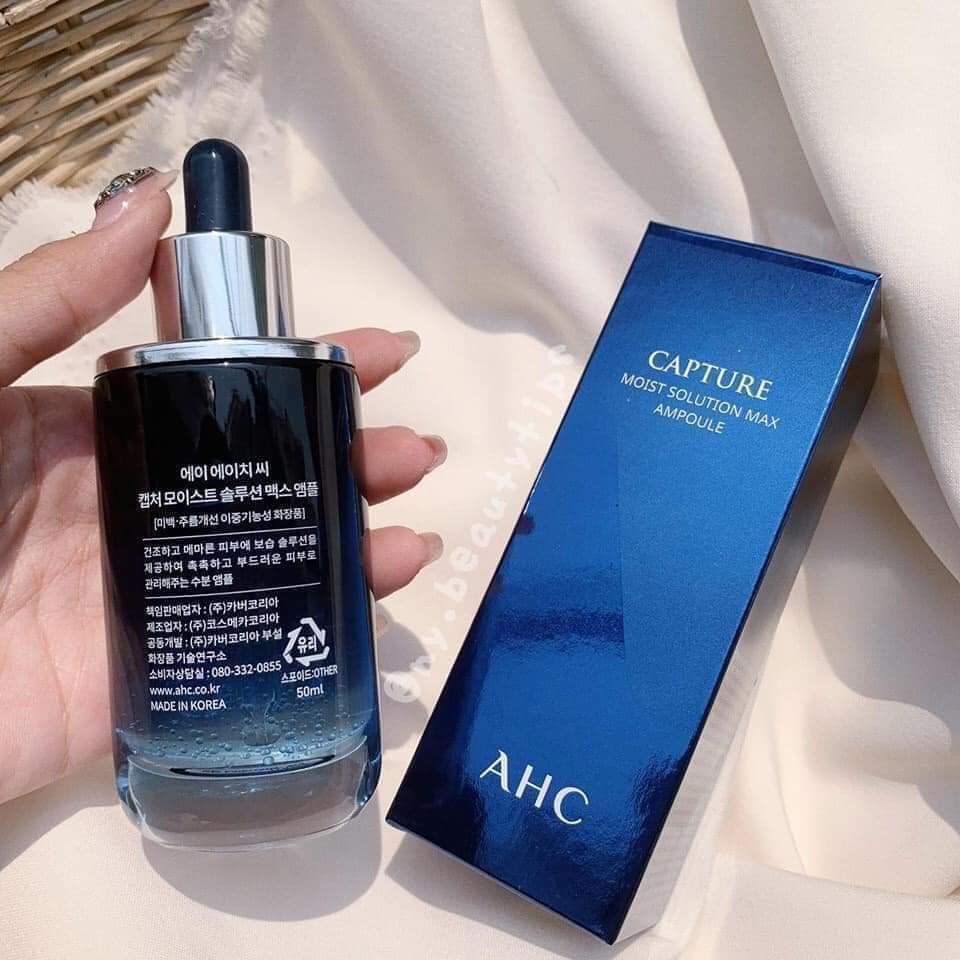 에이 에이치 씨
캡처 모이스트 솔루션 맥스 앰플
[미백·주름개선 이중기능성 화장품]
건조하고 메마른 피부에 보습 솔루션을
제공하여 촉촉하고 부드러운 피부로
관리해주는 수분 앰플
책임판매업자 : (주)카버코리아
제조업자 : (주)코스메카코리아
공동개발 : (주)카버코리아 부설
화장품 기술연구소
소비자상담실 : 080-332-0855
www.ahc.co.kr
MADE IN KOREA
유리
스포이드:OTHER
50ml
CAPTURE
MOIST SOLUTION MAX
AMPOULE
AHC